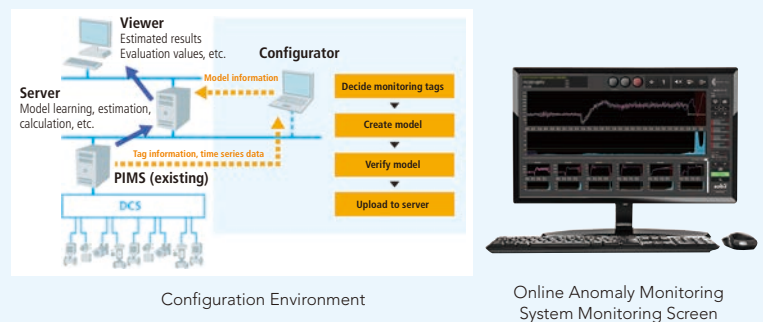 Viewer
Estimated results
Evaluation values, etc.
Configurator
Model information
Server
Model learning, estimation,
calculation, etc.
Tag information, time series data
PIMS (existing)
DCS
Decide monitoring tags
Create model
Verify model
Upload to server
Configuration Environment
Online Anomaly Monitoring
System Monitoring Screen